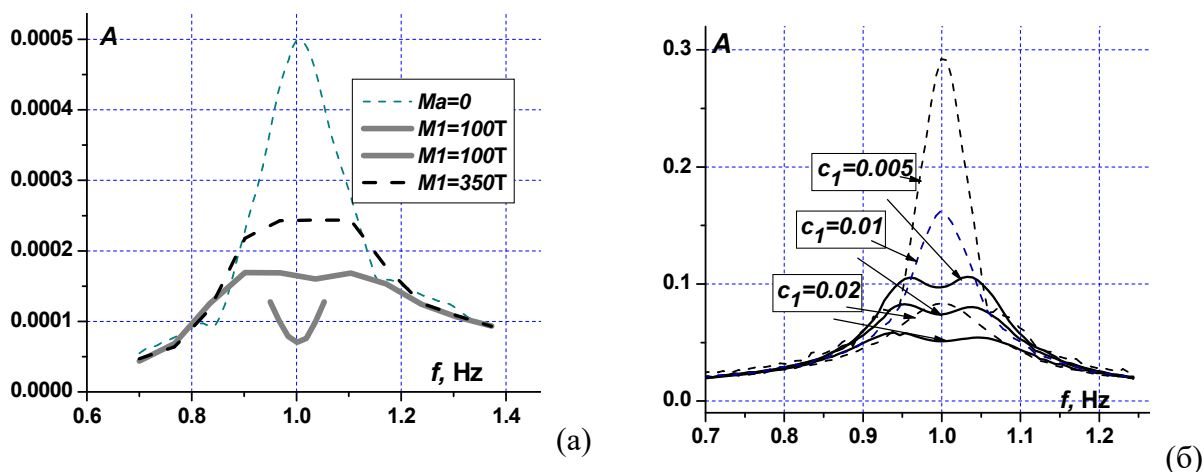 A
0.0005
0.0004
0.0003
0.0002
0.0001
0.0000
0.6 0.8 1.0 1.2 1.4
f, Hz
Ma=0
M1=100T
M1=100T
M1=350T
(а)
A
0.3
0.2
0.1
0.0
0.7 0.8 0.9 1.0 1.1 1.2
f, Hz
c1=0.005
c1=0.01
c1=0.02
(б)